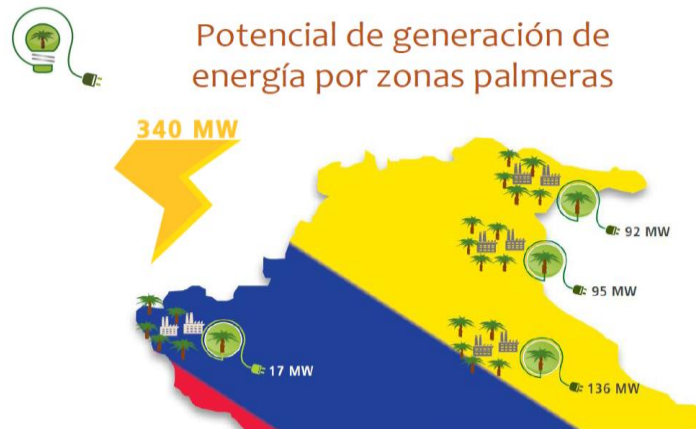 Potencial de generación de
energía por zonas palmeras
340 MW
92 MW
95 MW
17 MW
136 MW